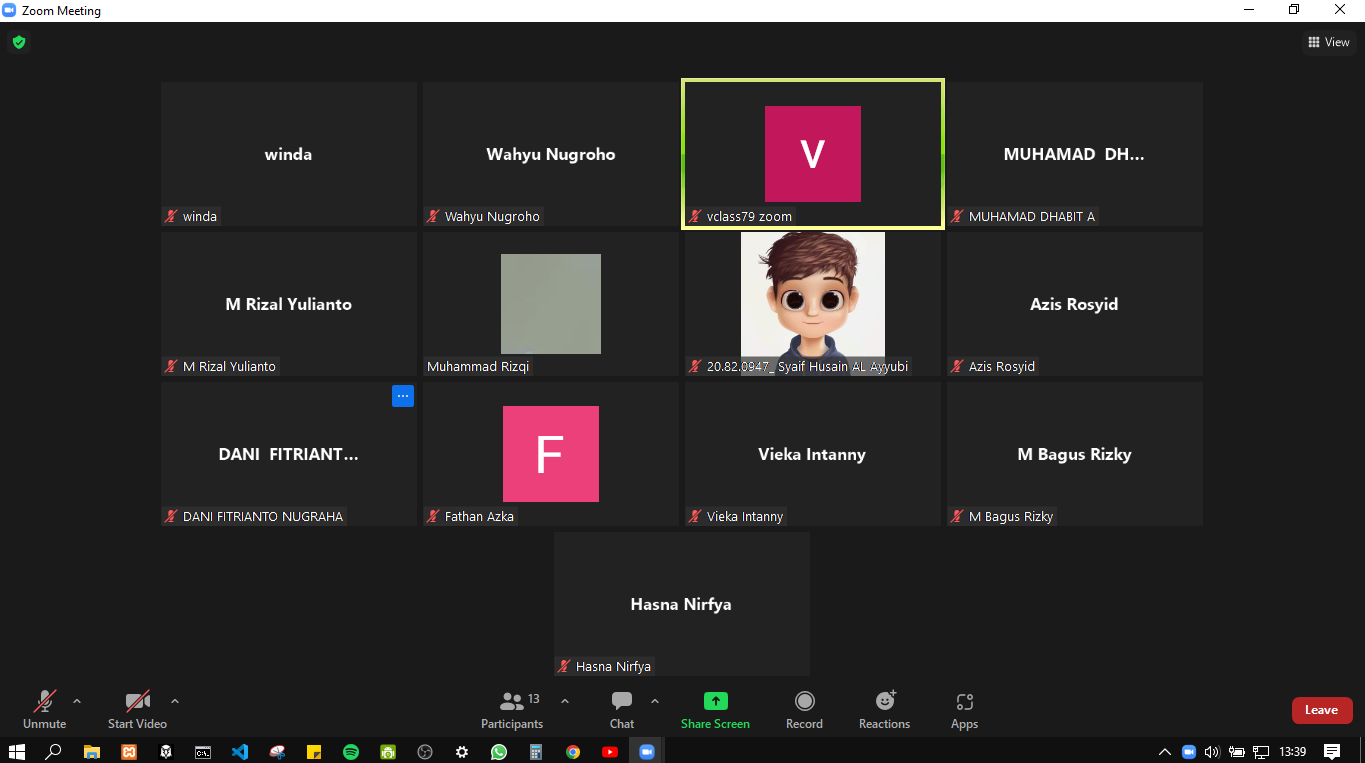 Zoom Meeting
View
winda
winda
Wahyu Nugroho
Wahyu Nugroho
V
vclass79 zoom
MUHAMAD DH...
MUHAMAD DHABIT A
M Rizal Yulianto
M Rizal Yulianto
Muhammad Rizqi
20.82.0947_ Syaif Husain AL Ayyubi
Azis Rosyid
Azis Rosyid
DANI FITRIANT...
DANI FITRIANTO NUGRAHA
F
Fathan Azka
Vieka Intanny
Vieka Intanny
M Bagus Rizky
M Bagus Rizky
Hasna Nirfya
Hasna Nirfya
Unmute
Start Video
13
Participants
Chat
Share Screen
Record
Reactions
Apps
Leave
13:39